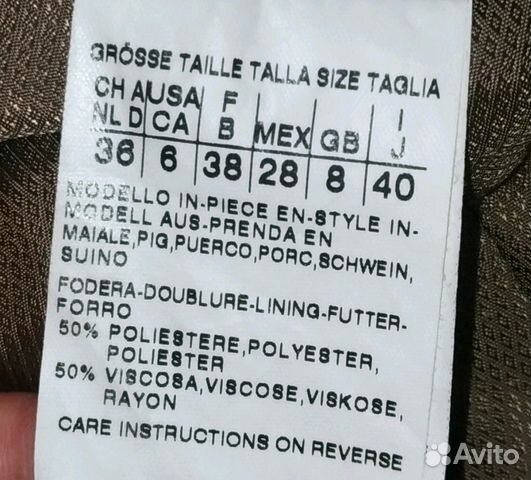 GRÖSSE TAILLE TALLA SIZE TAGLIA
CH A USA F I
NL D CA B MEX GB J
36 6 38 28 8 40
MODELLO IN-PIECE EN-STYLE IN-
MODELL AUS-PRENDA EN
MAIALE,PIG,PUERCO,PORC,SCHWEIN,
SUINO
FODERA-DOUBLURE-LINING-FUTTER-
FORRO
50% POLIESTERE,POLYESTER,
POLIESTER
50% VISCOSA,VISCOSE,VISKOSE,
RAYON
CARE INSTRUCTIONS ON REVERSE
Avito